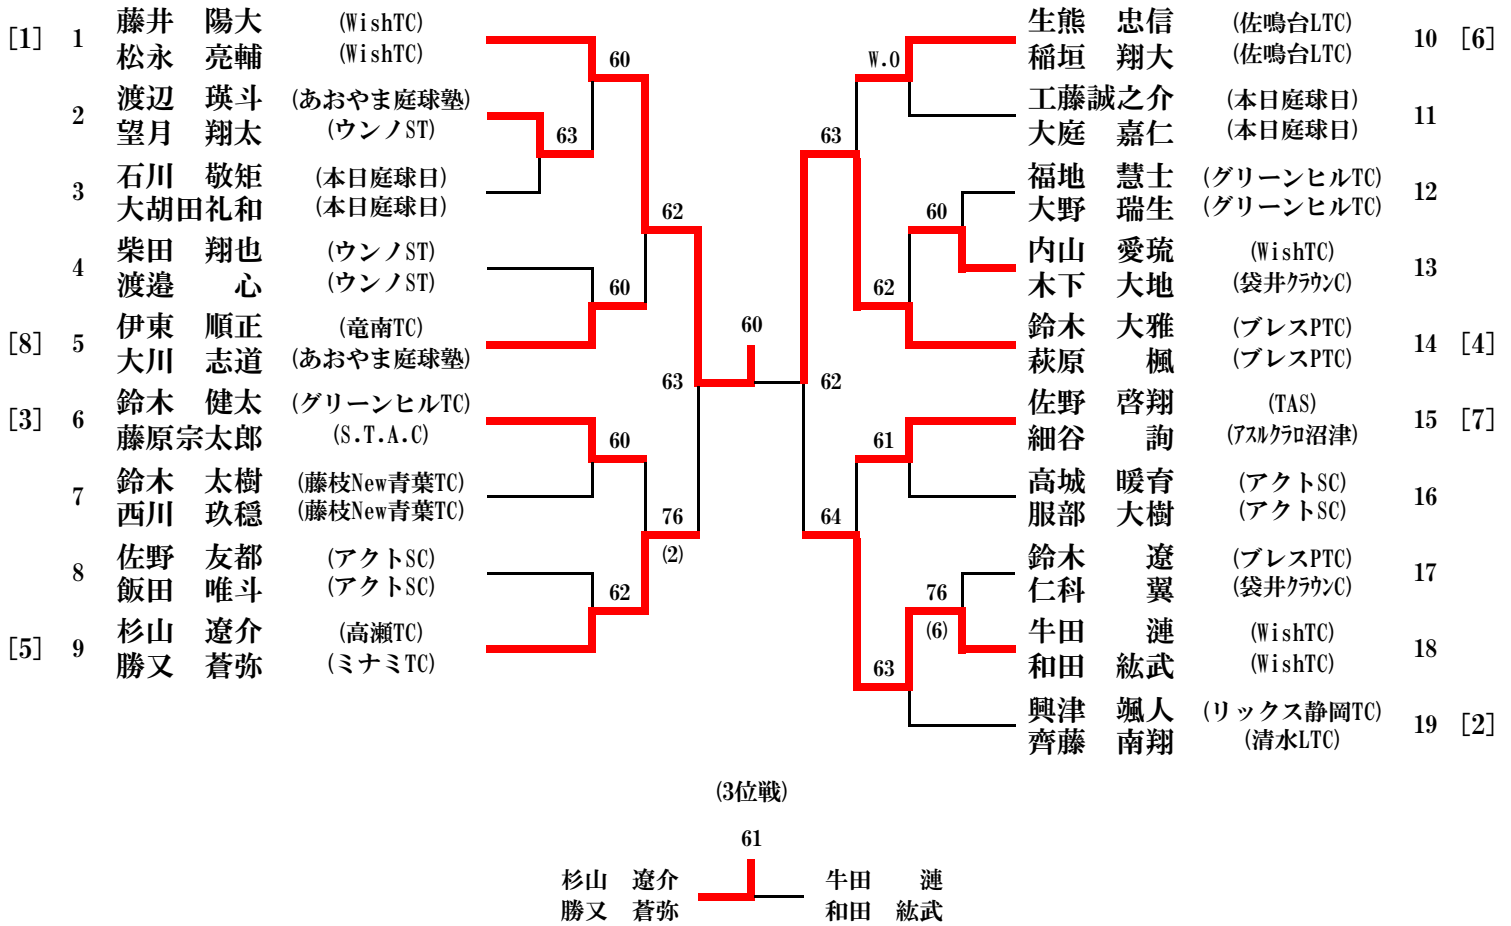 [1] 1 藤井 陽大 (WishTC)
松永 亮輔 (WishTC)
2 渡辺 瑛斗 (あおやま庭球塾)
望月 翔太 (ウンノST)
3 石川 敬矩 (本日庭球日)
大胡田礼和 (本日庭球日)
4 柴田 翔也 (ウンノST)
渡邉 心 (ウンノST)
[8] 5 伊東 順正 (竜南TC)
大川 志道 (あおやま庭球塾)
[3] 6 鈴木 健太 (グリーンヒルTC)
藤原宗太郎 (S.T.A.C)
7 鈴木 太樹 (藤枝New青葉TC)
西川 玖穏 (藤枝New青葉TC)
8 佐野 友都 (アクトSC)
飯田 唯斗 (アクトSC)
[5] 9 杉山 遼介 (高瀬TC)
勝又 蒼弥 (ミナミTC)
60
63
62
60
63
60
76
(2)
62
60
W.O
63
60
62
62
61
64
76
(6)
63
生熊 忠信 (佐鳴台LTC) 10 [6]
稲垣 翔大 (佐鳴台LTC)
工藤誠之介 (本日庭球日) 11
大庭 嘉仁 (本日庭球日)
福地 慧士 (グリーンヒルTC) 12
大野 瑞生 (グリーンヒルTC)
内山 愛琉 (WishTC) 13
木下 大地 (袋井クラウンC)
鈴木 大雅 (ブレスPTC) 14 [4]
萩原 楓 (ブレスPTC)
佐野 啓翔 (TAS) 15 [7]
細谷 詢 (アスルクラロ沼津)
高城 暖育 (アクトSC) 16
服部 大樹 (アクトSC)
鈴木 遼 (ブレスPTC) 17
仁科 翼 (袋井クラウンC)
牛田 漣 (WishTC) 18
和田 紘武 (WishTC)
興津 颯人 (リックス静岡TC) 19 [2]
齊藤 南翔 (清水LTC)
(3位戦)
61
杉山 遼介 牛田 漣
勝又 蒼弥 和田 紘武